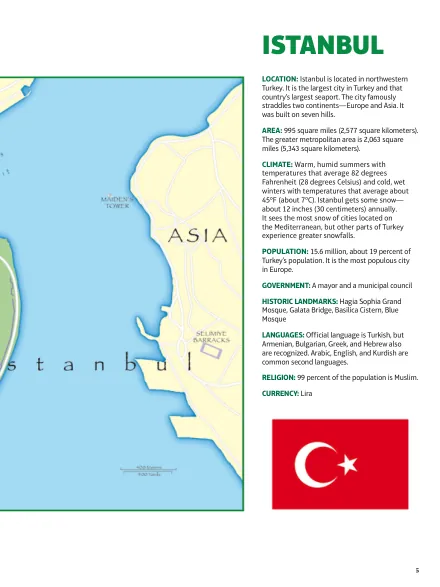 ISTANBUL
LOCATION: Istanbul is located in northwestern
Turkey. It is the largest city in Turkey and that
country's largest seaport. The city famously
straddles two continents—Europe and Asia. It
was built on seven hills.
AREA: 995 square miles (2,577 square kilometers).
The greater metropolitan area is 2,063 square
miles (5,343 square kilometers).
CLIMATE: Warm, humid summers with
temperatures that average 82 degrees
Fahrenheit (28 degrees Celsius) and cold, wet
winters with temperatures that average about
45°F (about 7°C). Istanbul gets some snow—
about 12 inches (30 centimeters) annually.
It sees the most snow of cities located on
the Mediterranean, but other parts of Turkey
experience greater snowfalls.
POPULATION: 15.6 million, about 19 percent of
Turkey's population. It is the most populous city
in Europe.
GOVERNMENT: A mayor and a municipal council
HISTORIC LANDMARKS: Hagia Sophia Grand
Mosque, Galata Bridge, Basilica Cistern, Blue
Mosque
LANGUAGES: Official language is Turkish, but
Armenian, Bulgarian, Greek, and Hebrew also
are recognized. Arabic, English, and Kurdish are
common second languages.
RELIGION: 99 percent of the population is Muslim.
CURRENCY: Lira
MAIDEN'S
TOWER
ASIA
SELIMIYE
BARRACKS
stanbul
5